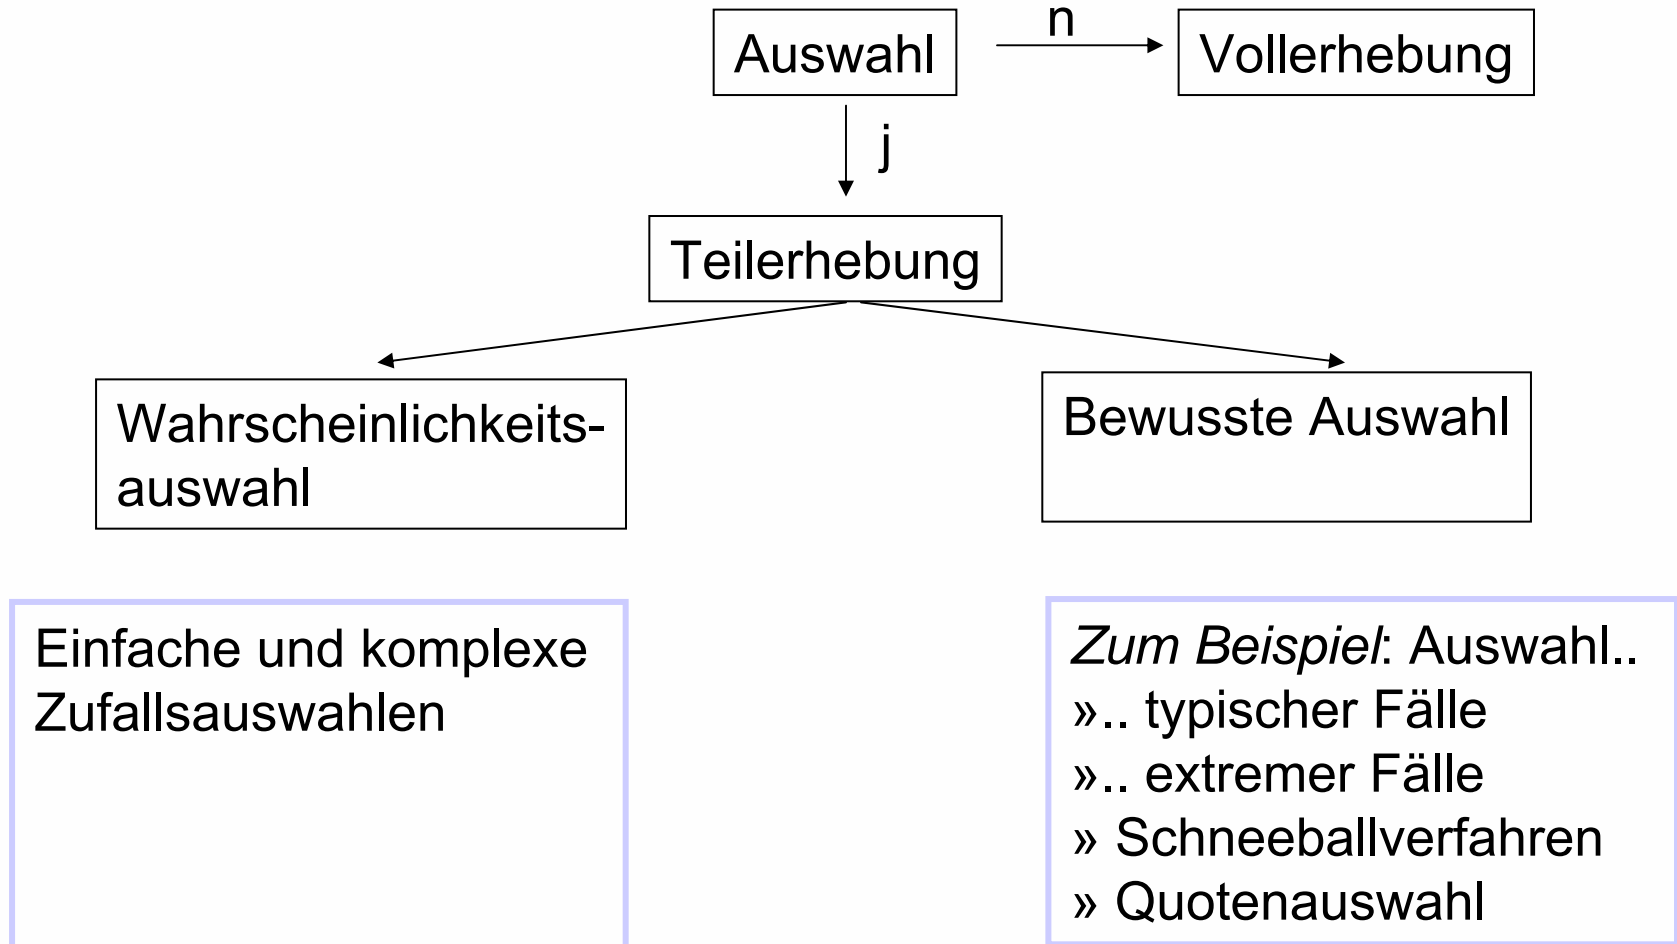 Auswahl
n
Vollerhebung
j
Teilerhebung
Wahrscheinlichkeits-
auswahl
Bewusste Auswahl
Einfache und komplexe
Zufallsauswahlen
Zum Beispiel: Auswahl..
».. typischer Fälle
».. extremer Fälle
» Schneeballverfahren
» Quotenauswahl